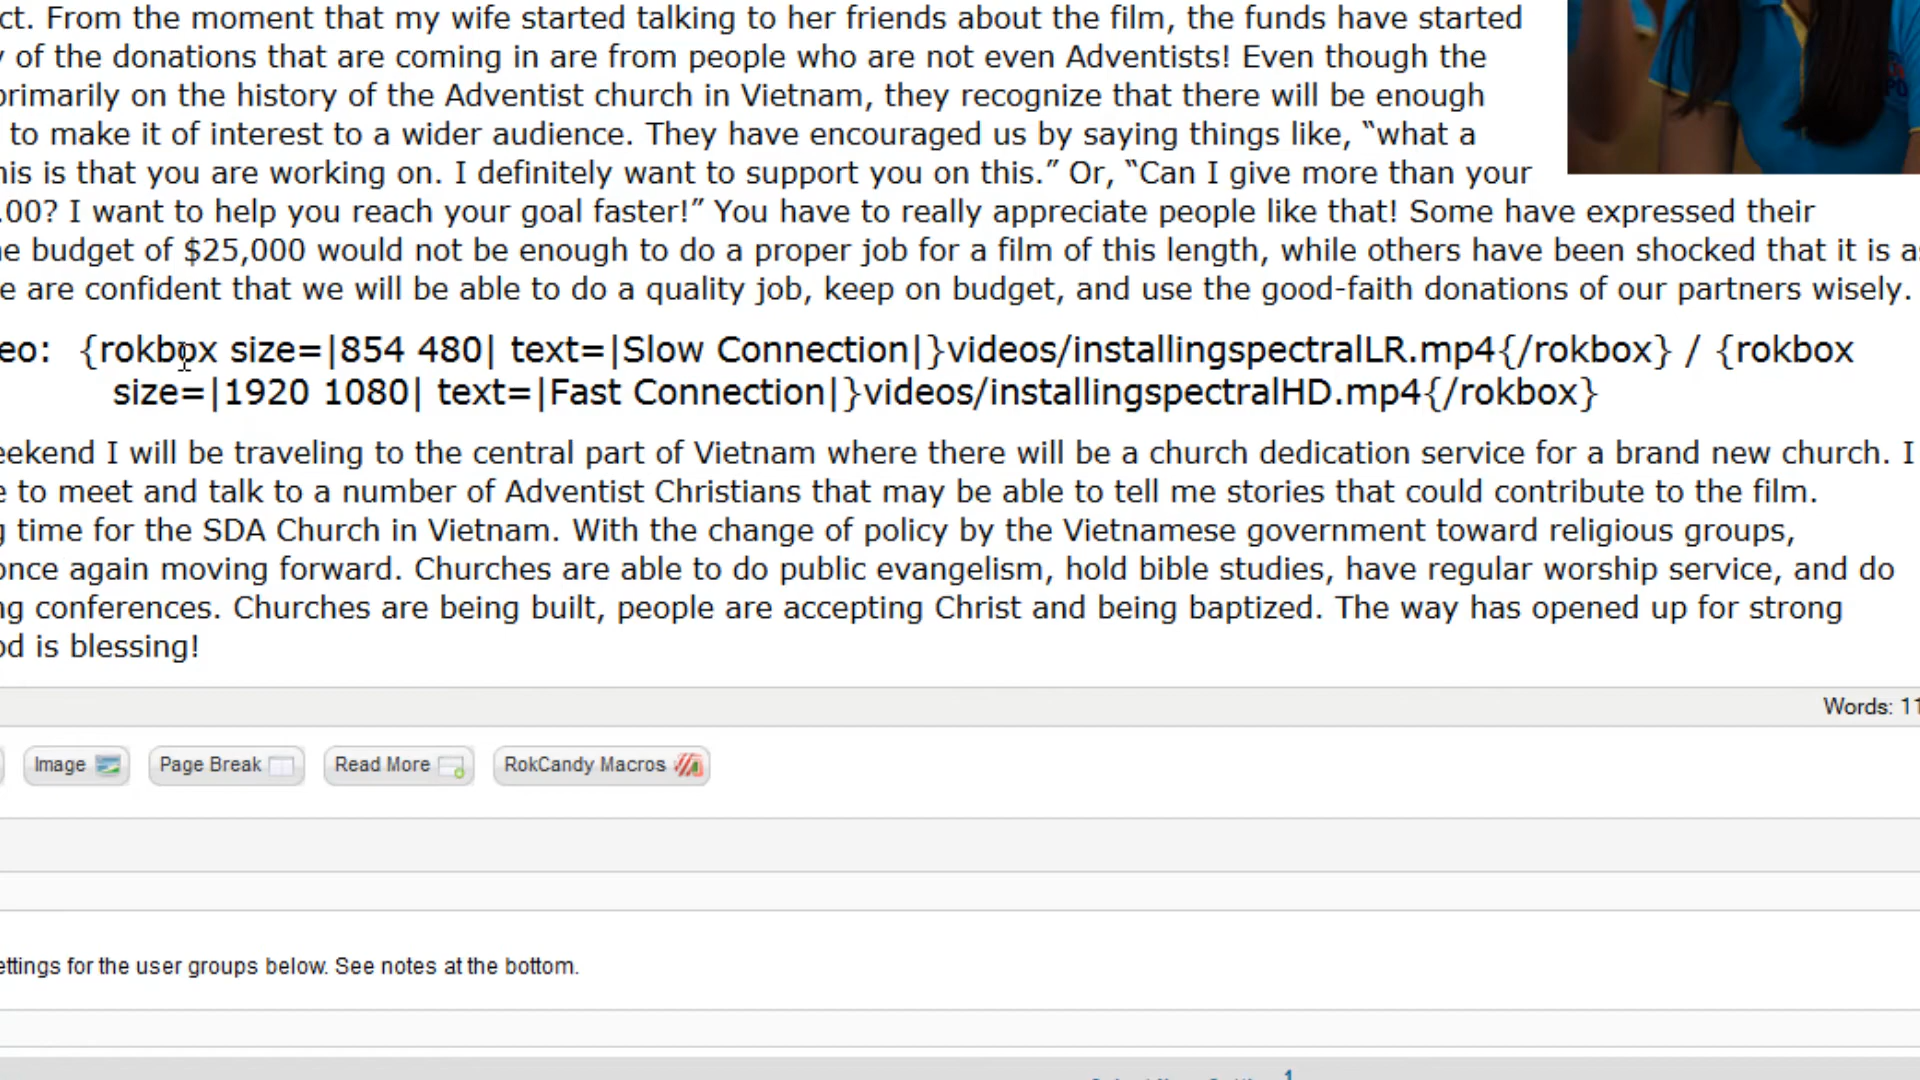 ct. From the moment that my wife started talking to her friends about the film, the funds have started
y of the donations that are coming in are from people who are not even Adventists! Even though the
primarily on the history of the Adventist church in Vietnam, they recognize that there will be enough
to make it of interest to a wider audience. They have encouraged us by saying things like, “what a
his is that you are working on. I definitely want to support you on this.” Or, “Can I give more than your
.00? I want to help you reach your goal faster!” You have to really appreciate people like that! Some have expressed their
e budget of $25,000 would not be enough to do a proper job for a film of this length, while others have been shocked that it is as
e are confident that we will be able to do a quality job, keep on budget, and use the good-faith donations of our partners wisely.
eo: {rokbox size=|854 480| text=|Slow Connection|}videos/installingspectralLR.mp4{/rokbox} / {rokbox
size=|1920 1080| text=|Fast Connection|}videos/installingspectralHD.mp4{/rokbox}
eekend I will be traveling to the central part of Vietnam where there will be a church dedication service for a brand new church. I
e to meet and talk to a number of Adventist Christians that may be able to tell me stories that could contribute to the film.
g time for the SDA Church in Vietnam. With the change of policy by the Vietnamese government toward religious groups,
once again moving forward. Churches are able to do public evangelism, hold bible studies, have regular worship service, and do
ng conferences. Churches are being built, people are accepting Christ and being baptized. The way has opened up for strong
od is blessing!
Words: 11
Image Page Break Read More RokCandy Macros
ettings for the user groups below. See notes at the bottom.